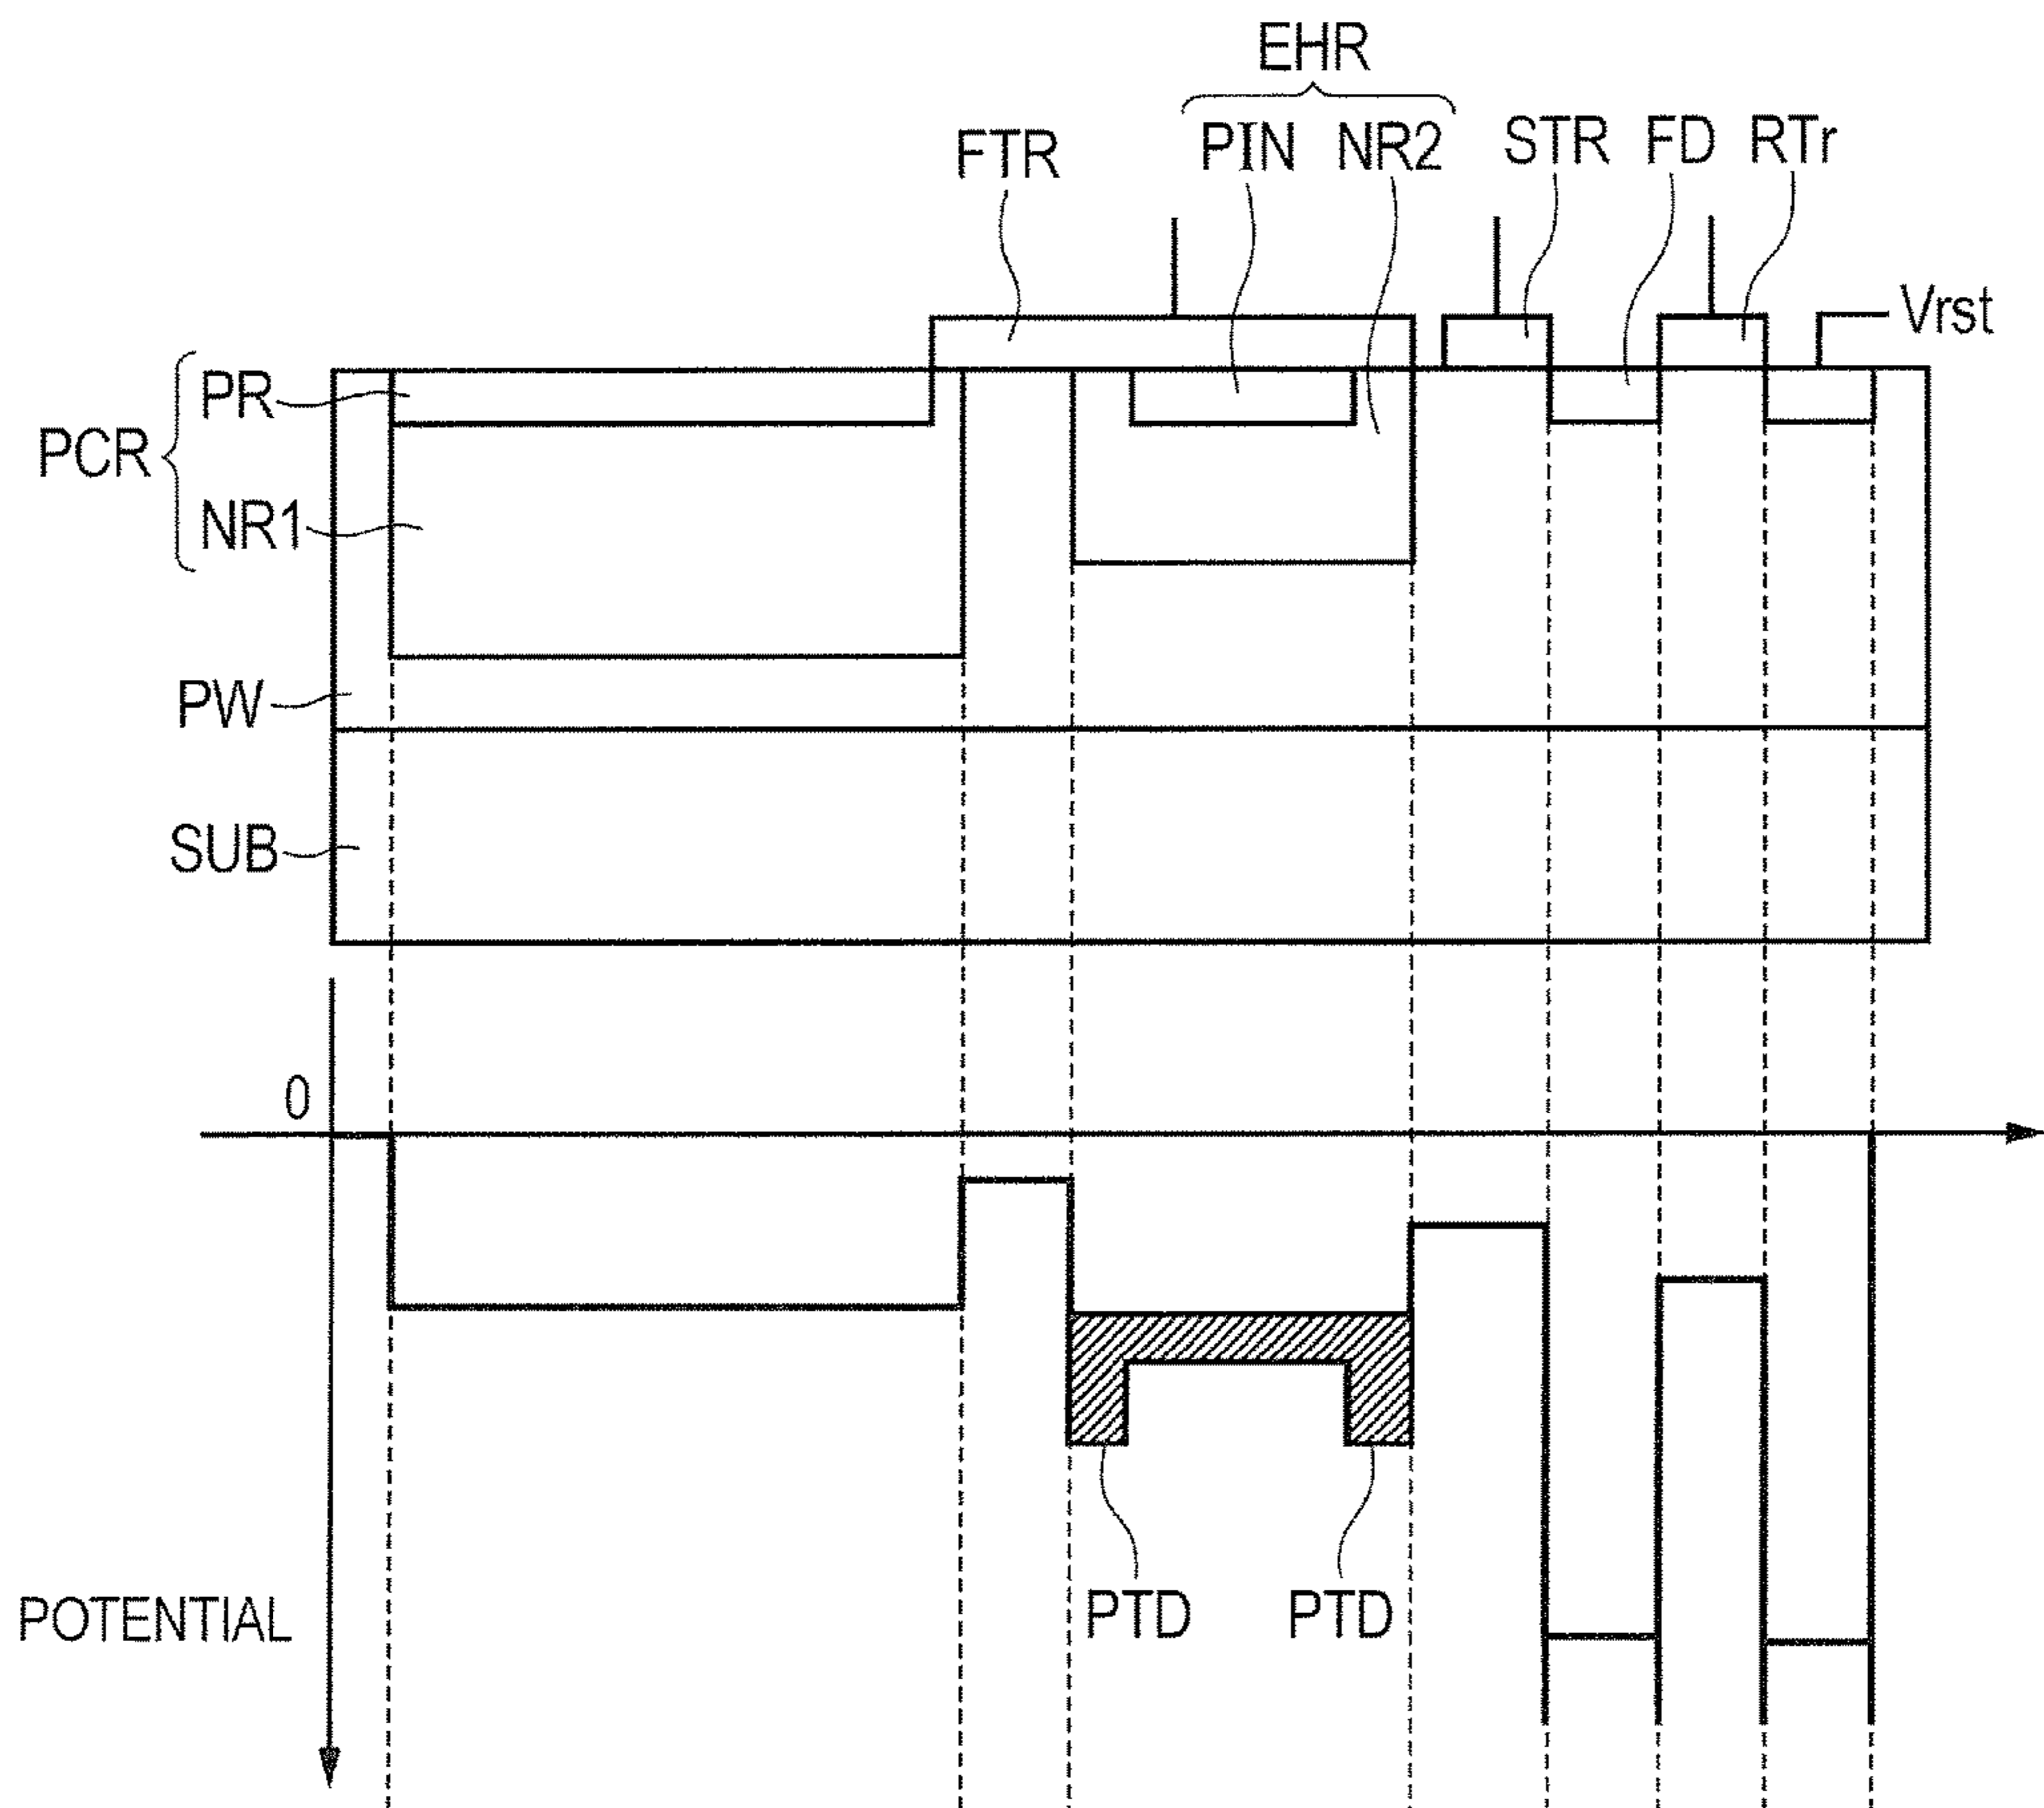 EHR
FTR PIN NR2 STR FD RTr
Vrst
PR
PCR
NR1
PW
SUB
0
PTD PTD
POTENTIAL